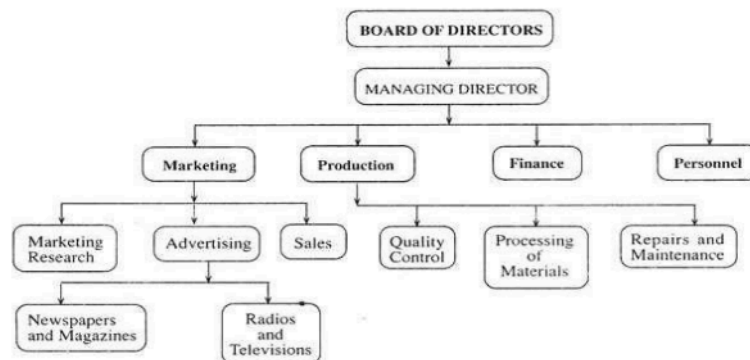 BOARD OF DIRECTORS
MANAGING DIRECTOR
Marketing
Production
Finance
Personnel
Marketing
Research
Advertising
Sales
Quality
Control
Processing
of
Materials
Repairs and
Maintenance
Newspapers
and Magazines
Radios
and
Televisions